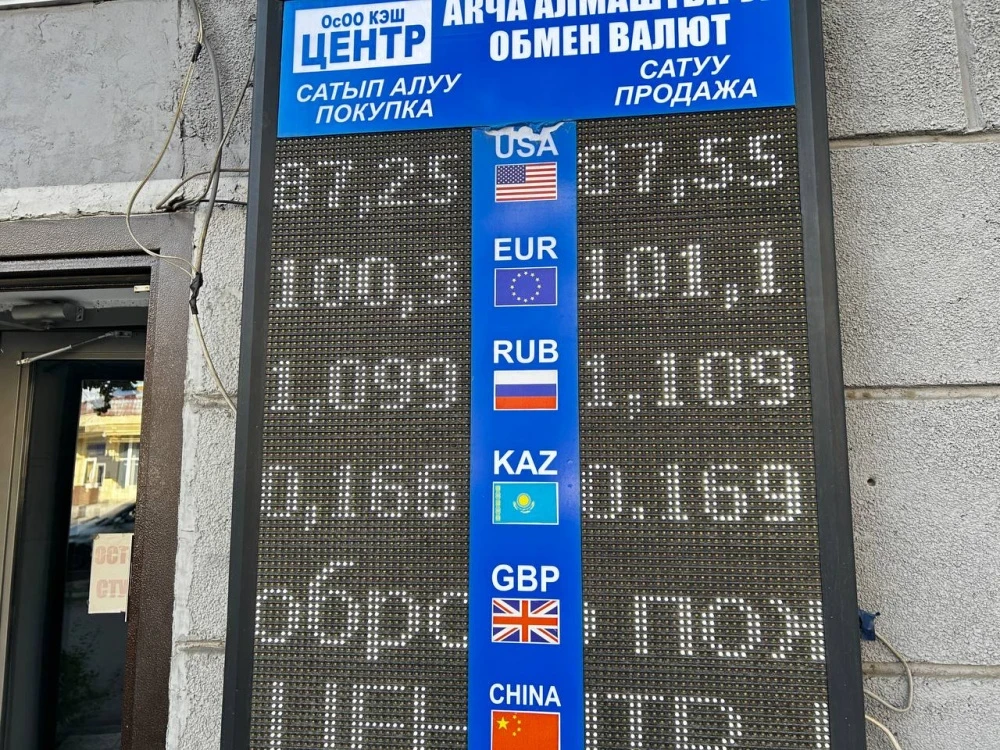 ОсОО КЭШ
ЦЕНТР
АКЧА
ОБМЕН ВАЛЮТ
САТЫП АЛУУ
ПОКУПКА
САТУУ
ПРОДАЖА
87,25 USA 87,55
100,3 EUR 101,1
1,099 RUB 1,109
0,166 KAZ 0.169
GBP
CHINA